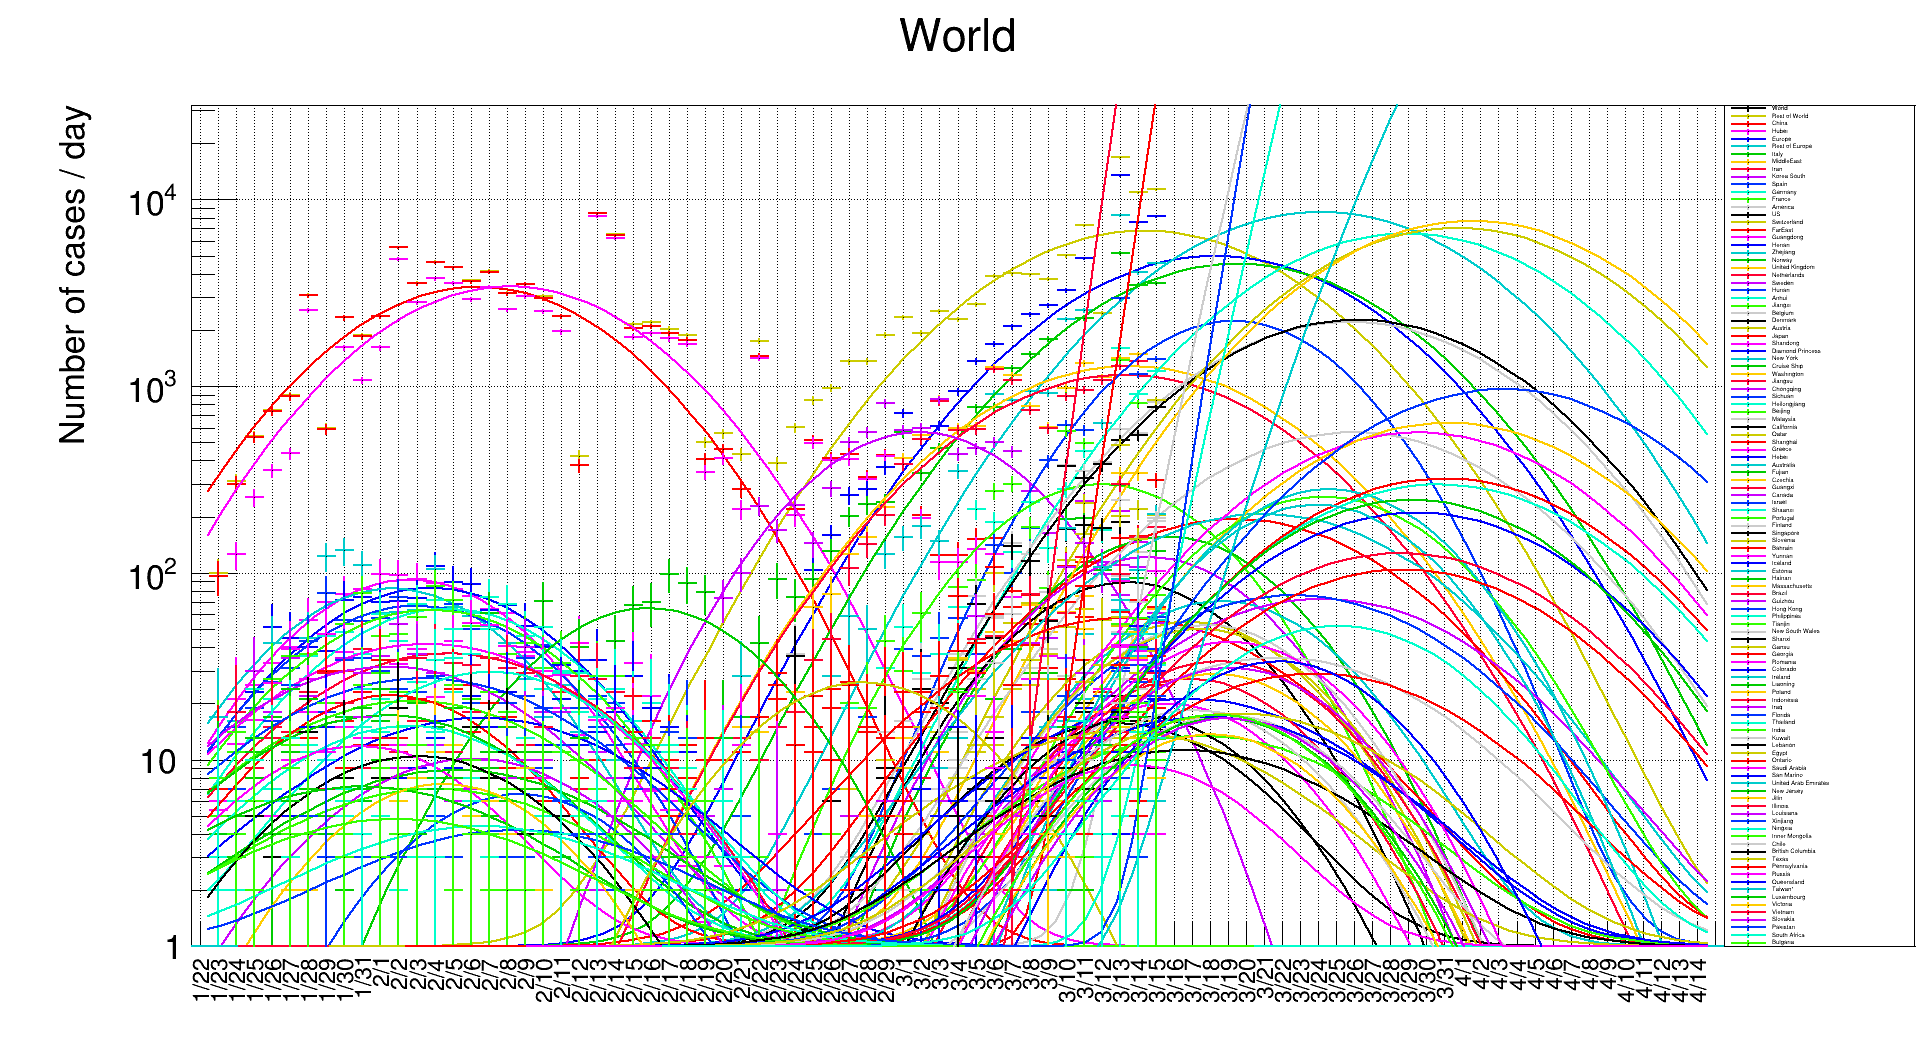 World
Number of cases / day
10⁴
10³
10²
10
1
1/22 1/23 1/24 1/25 1/26 1/27 1/28 1/29 1/30 1/31 2/1 2/2 2/3 2/4 2/5 2/6 2/7 2/8 2/9 2/10 2/11 2/12 2/13 2/14 2/15 2/16 2/17 2/18 2/19 2/20 2/21 2/22 2/23 2/24 2/25 2/26 2/27 2/28 2/29 3/1 3/2 3/3 3/4 3/5 3/6 3/7 3/8 3/9 3/10 3/11 3/12 3/13 3/14 3/15 3/16 3/17 3/18 3/19 3/20 3/21 3/22 3/23 3/24 3/25 3/26 3/27 3/28 3/29 3/30 3/31 4/1 4/2 4/3 4/4 4/5 4/6 4/7 4/8 4/9 4/10 4/11 4/12 4/13 4/14
World
Rest of World
China
Hubei
Europe
Rest of Europe
Italy
MiddleEast
Iran
Korea South
Spain
Germany
France
America
US
Switzerland
FarEast
Guangdong
Henan
Zhejiang
Norway
United Kingdom
Netherlands
Sweden
Hunan
Anhui
Jiangxi
Belgium
Denmark
Austria
Japan
Shandong
Diamond Princess
New York
Cruise Ship
Washington
Jiangsu
Chongqing
Sichuan
Heilongjiang
Beijing
Malaysia
California
Qatar
Shanghai
Greece
Hebei
Australia
Fujian
Czechia
Guangxi
Canada
Israel
Shaanxi
Portugal
Finland
Singapore
Slovenia
Bahrain
Yunnan
Iceland
Estonia
Hainan
Massachusetts
Brazil
Guizhou
Hong Kong
Philippines
Tianjin
New South Wales
Shanxi
Gansu
Georgia
Romania
Colorado
Ireland
Liaoning
Poland
Indonesia
Iraq
Florida
Thailand
India
Kuwait
Lebanon
Egypt
Ontario
Saudi Arabia
San Marino
United Arab Emirates
New Jersey
Jilin
Illinois
Louisiana
Xinjiang
Ningxia
Inner Mongolia
Chile
British Columbia
Texas
Pennsylvania
Russia
Queensland
Taiwan*
Luxembourg
Victoria
Vietnam
Slovakia
Pakistan
South Africa
Bulgaria